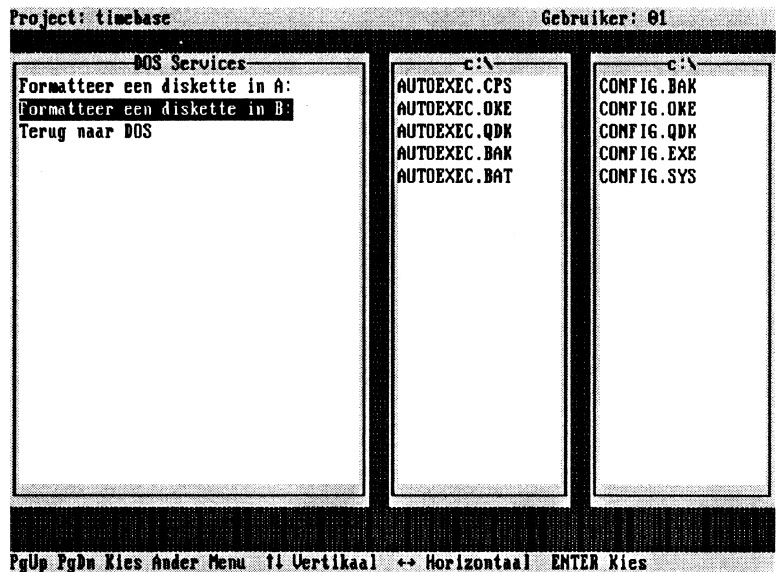 Project: timebase Gebruiker: 01
DOS Services
Formatteer een diskette in A:
Formatteer een diskette in B:
Terug naar DOS
c:\
AUTOEXEC.CPS
AUTOEXEC.OKE
AUTOEXEC.QDK
AUTOEXEC.BAK
AUTOEXEC.BAT
c:\
CONFIG.BAK
CONFIG.OKE
CONFIG.QDK
CONFIG.EXE
CONFIG.SYS
PgUp PgDn Kies Ander Menu ↑↓ Vertikaal ↔ Horizontaal ENTER Kies